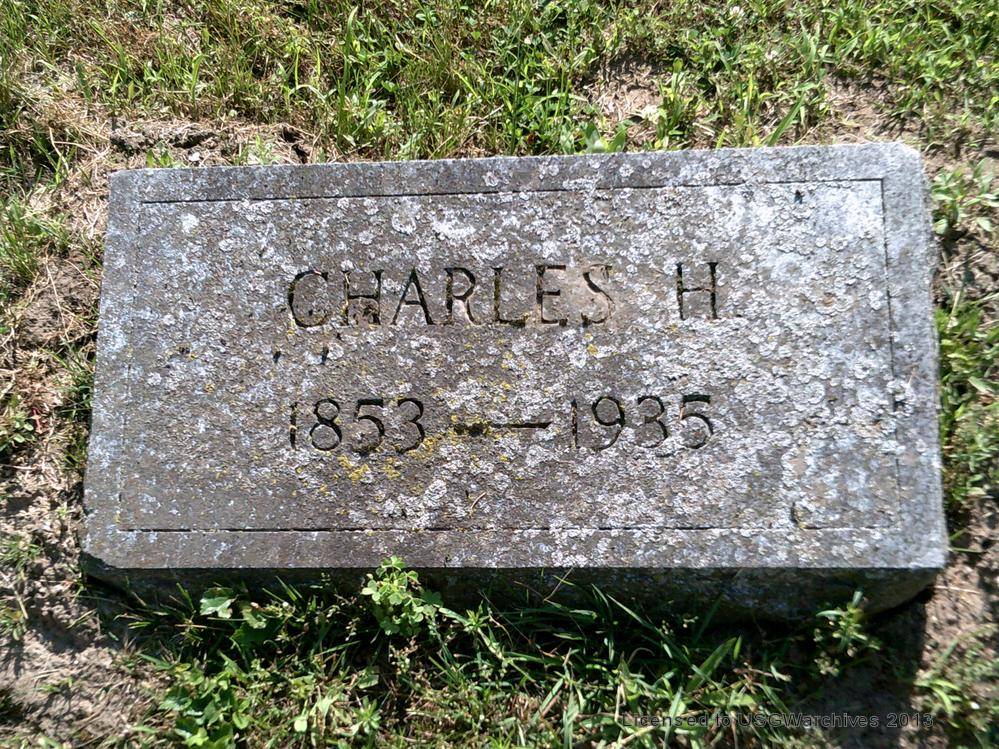 CHARLES H.
1853 — 1935
Licensed to USGWarchives 2013